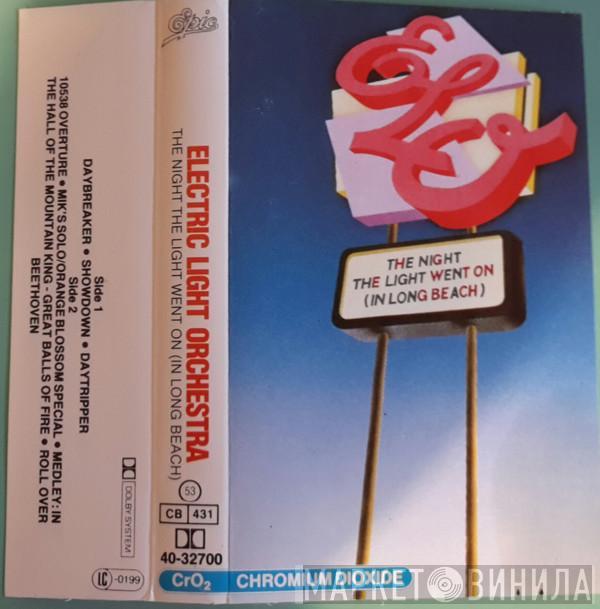 Side 1
DAYBREAKER • SHOWDOWN • DAYTRIPPER
Side 2
10538 OVERTURE • MIK'S SOLO/ORANGE BLOSSOM SPECIAL • MEDLEY: IN
THE HALL OF THE MOUNTAIN KING - GREAT BALLS OF FIRE • ROLL OVER
BEETHOVEN
DOLBY SYSTEM
LC -0199
Epic
ELECTRIC LIGHT ORCHESTRA
THE NIGHT THE LIGHT WENT ON (IN LONG BEACH)
53
CB 431
40-32700
CrO₂ CHROMIUM DIOXIDE
ELO
THE NIGHT
THE LIGHT WENT ON
(IN LONG BEACH)
МАРКЕТ ВИНИЛА